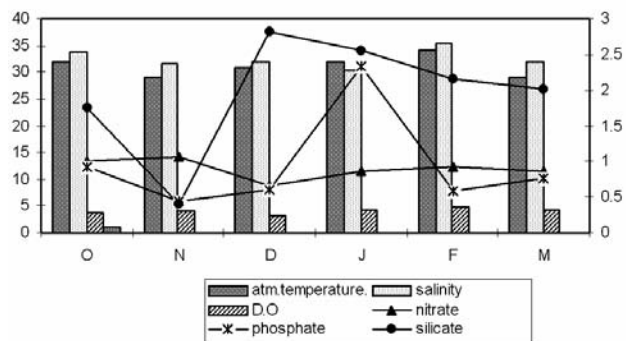 40 3
35 2.5
30
25 2
20 1.5
15 1
10
5 0.5
0 0
O N D J F M
atm.temperature. salinity
D.O nitrate
phosphate silicate